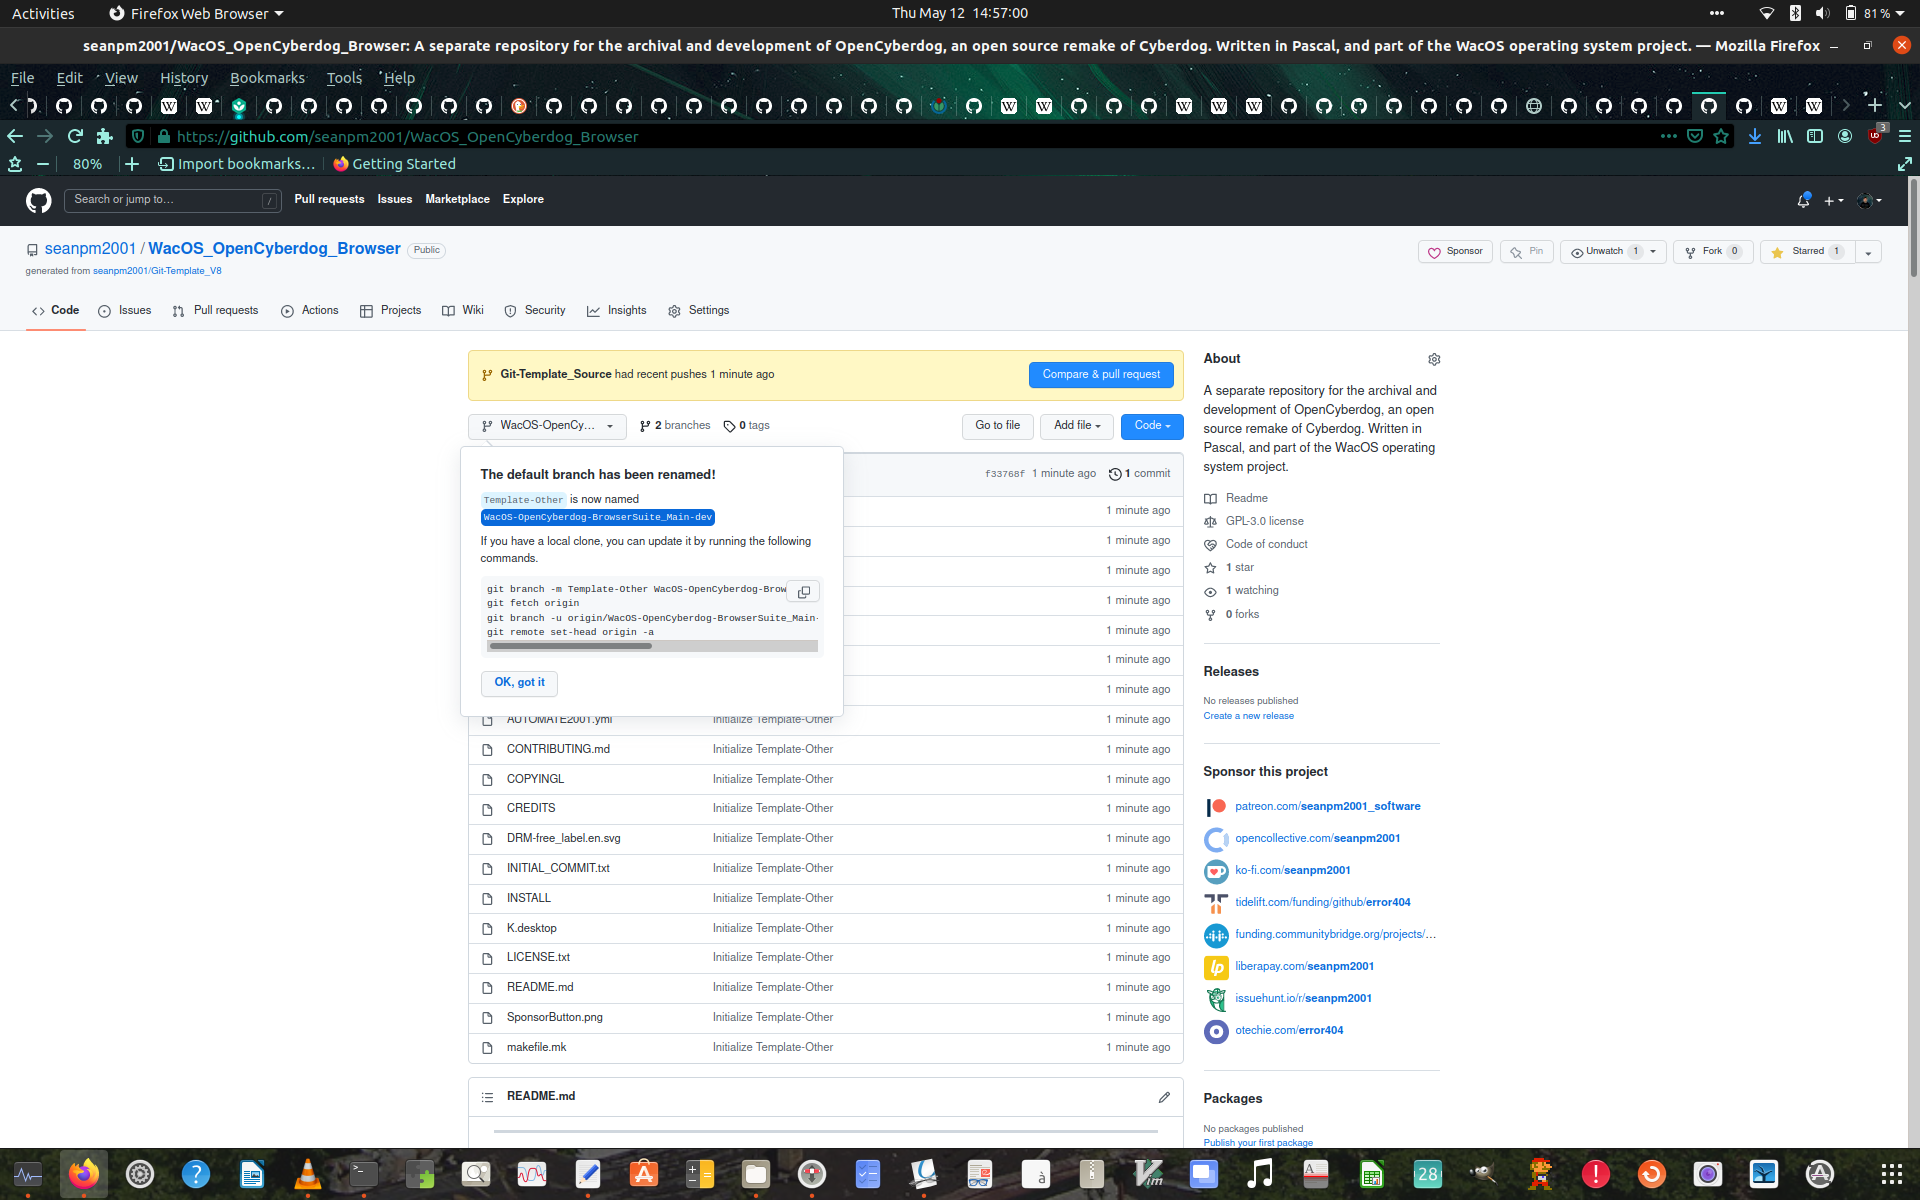 Activities
Firefox Web Browser
Thu May 12 14:57:00
81 %
seanpm2001/WacOS_OpenCyberdog_Browser: A separate repository for the archival and development of OpenCyberdog, an open source remake of Cyberdog. Written in Pascal, and part of the WacOS operating system project. — Mozilla Firefox
File Edit View History Bookmarks Tools Help
https://github.com/seanpm2001/WacOS_OpenCyberdog_Browser
3
80%
Import bookmarks...
Getting Started
Search or jump to...
/
Pull requests Issues Marketplace Explore
seanpm2001 / WacOS_OpenCyberdog_Browser Public
Sponsor
Pin
Unwatch 1
Fork 0
Starred 1
generated from seanpm2001/Git-Template_V8
Code
Issues
Pull requests
Actions
Projects
Wiki
Security
Insights
Settings
Git-Template_Source had recent pushes 1 minute ago
Compare & pull request
WacOS-OpenCy...
2 branches
0 tags
Go to file
Add file
Code
The default branch has been renamed!
Template-Other is now named
WacOS-OpenCyberdog-BrowserSuite_Main-dev
If you have a local clone, you can update it by running the following
commands.
git branch -m Template-Other WacOS-OpenCyberdog-Brow
git fetch origin
git branch -u origin/WacOS-OpenCyberdog-BrowserSuite_Main-
git remote set-head origin -a
OK, got it
f33768f 1 minute ago 1 commit
1 minute ago
1 minute ago
1 minute ago
1 minute ago
1 minute ago
1 minute ago
1 minute ago
AUTOMATE2001.yml Initialize Template-Other 1 minute ago
CONTRIBUTING.md Initialize Template-Other 1 minute ago
COPYINGL Initialize Template-Other 1 minute ago
CREDITS Initialize Template-Other 1 minute ago
DRM-free_label.en.svg Initialize Template-Other 1 minute ago
INITIAL_COMMIT.txt Initialize Template-Other 1 minute ago
INSTALL Initialize Template-Other 1 minute ago
K.desktop Initialize Template-Other 1 minute ago
LICENSE.txt Initialize Template-Other 1 minute ago
README.md Initialize Template-Other 1 minute ago
SponsorButton.png Initialize Template-Other 1 minute ago
makefile.mk Initialize Template-Other 1 minute ago
README.md
About
A separate repository for the archival and
development of OpenCyberdog, an open
source remake of Cyberdog. Written in
Pascal, and part of the WacOS operating
system project.
Readme
GPL-3.0 license
Code of conduct
1 star
1 watching
0 forks
Releases
No releases published
Create a new release
Sponsor this project
patreon.com/seanpm2001_software
opencollective.com/seanpm2001
ko-fi.com/seanpm2001
tidelift.com/funding/github/error404
funding.communitybridge.org/projects/...
liberapay.com/seanpm2001
issuehunt.io/r/seanpm2001
otechie.com/error404
Packages
No packages published
Publish your first package
28